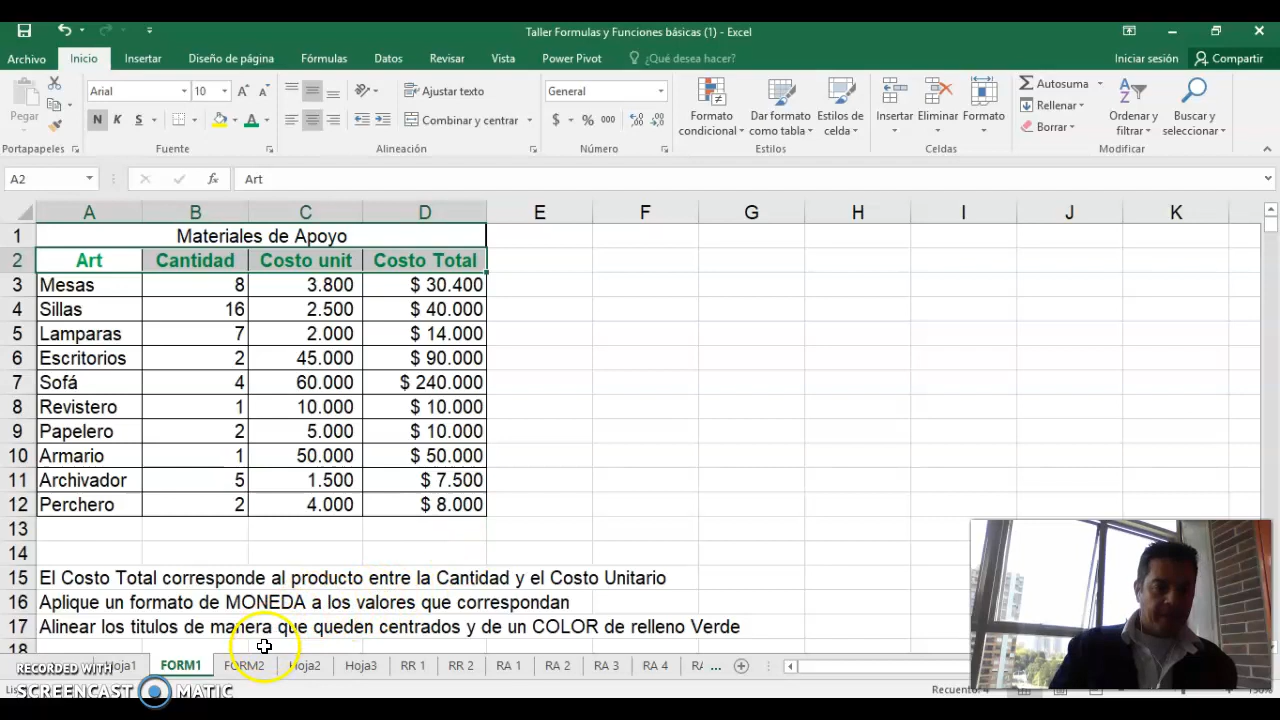 Taller Formulas y Funciones básicas (1) - Excel
Archivo Inicio Insertar Diseño de página Fórmulas Datos Revisar Vista Power Pivot ¿Qué desea hacer? Iniciar sesión Compartir
Pegar
Portapapeles
Arial 10
N K S
Fuente
Ajustar texto
Combinar y centrar
Alineación
General
$ % 000
Número
Formato condicional
Dar formato como tabla
Estilos de celda
Estilos
Insertar Eliminar Formato
Celdas
Autosuma
Rellenar
Borrar
Ordenar y filtrar
Buscar y seleccionar
Modificar
A2 fx Art
A B C D E F G H I J K
1 Materiales de Apoyo
2 Art Cantidad Costo unit Costo Total
3 Mesas 8 3.800 $ 30.400
4 Sillas 16 2.500 $ 40.000
5 Lamparas 7 2.000 $ 14.000
6 Escritorios 2 45.000 $ 90.000
7 Sofá 4 60.000 $ 240.000
8 Revistero 1 10.000 $ 10.000
9 Papelero 2 5.000 $ 10.000
10 Armario 1 50.000 $ 50.000
11 Archivador 5 1.500 $ 7.500
12 Perchero 2 4.000 $ 8.000
13
14
15 El Costo Total corresponde al producto entre la Cantidad y el Costo Unitario
16 Aplique un formato de MONEDA a los valores que correspondan
17 Alinear los titulos de manera que queden centrados y de un COLOR de relleno Verde
18
FORM1 FORM2 Hoja2 Hoja3 RR 1 RR 2 RA 1 RA 2 RA 3 RA 4 ...
RECORDED WITH
SCREENCAST MATIC